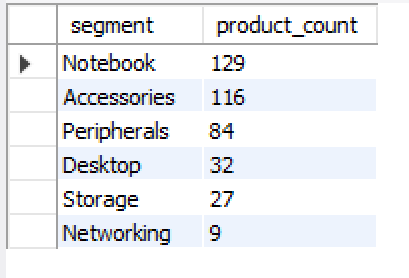 segment product_count
Notebook 129
Accessories 116
Peripherals 84
Desktop 32
Storage 27
Networking 9